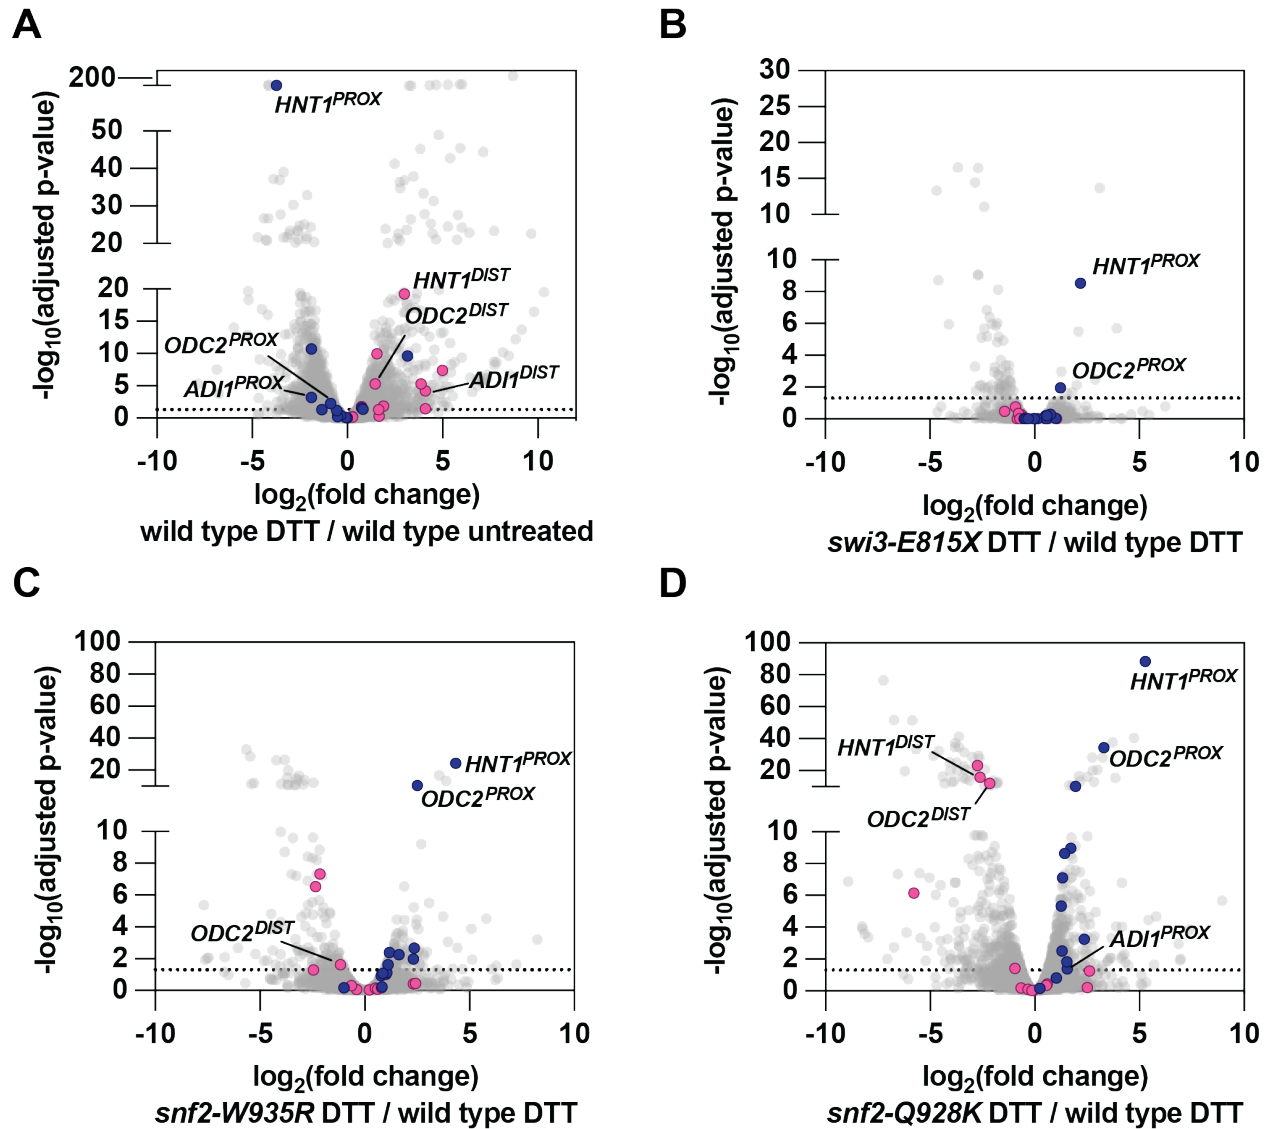 A
-log10(adjusted p-value)
200
50
40
30
20
20
15
10
5
0
HNT1PROX
HNT1DIST
ODC2DIST
ODC2PROX
ADI1PROX
ADI1DIST
-10 -5 0 5 10
log2(fold change)
wild type DTT / wild type untreated
B
-log10(adjusted p-value)
30
25
20
15
10
10
8
6
4
2
0
HNT1PROX
ODC2PROX
-10 -5 0 5 10
log2(fold change)
swi3-E815X DTT / wild type DTT
C
-log10(adjusted p-value)
100
80
60
40
20
10
8
6
4
2
0
HNT1PROX
ODC2PROX
ODC2DIST
-10 -5 0 5 10
log2(fold change)
snf2-W935R DTT / wild type DTT
D
-log10(adjusted p-value)
100
80
60
40
20
10
8
6
4
2
0
HNT1PROX
HNT1DIST
ODC2PROX
ODC2DIST
ADI1PROX
-10 -5 0 5 10
log2(fold change)
snf2-Q928K DTT / wild type DTT